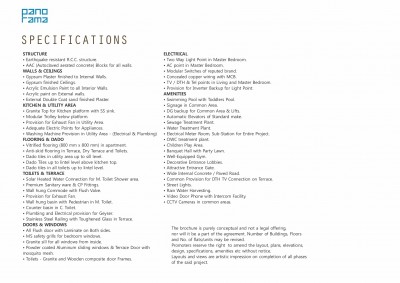 pano
rama
SPECIFICATIONS
STRUCTURE
• Earthquake resistant R.C.C. structure.
• AAC (Autoclaved aerated concrete) Blocks for all walls.
WALLS & CEILINGS
• Gypsum Plaster finished to Internal Walls.
• Gypsum finished Ceilings.
• Acrylic Emulsion Paint to all Interior Walls.
• Acrylic paint on External walls.
• External Double Coat sand finished Plaster.
KITCHEN & UTILITY AREA
• Granite Top for Kitchen platform with SS sink.
• Modular Trolley below platform.
• Provision for Exhaust Fan in Utility Area.
• Adequate Electric Points for Appliances.
• Washing Machine Provision in Utility Area - (Electrical & Plumbing)
FLOORING & DADO
• Vitrified flooring (800 mm x 800 mm) in apartment.
• Anti-skid flooring in Terrace, Dry Terrace and Toilets.
• Dado tiles in utility area up to sill level.
• Dado Tiles up to lintel level above kitchen top.
• Dado tiles in all toilets up to lintel level.
TOILETS & TERRACE
• Solar Heated Water Connection for M. Toilet Shower area.
• Premium Sanitary ware & CP Fittings.
• Wall hung Commode with Flush Valve.
• Provision for Exhaust Fan.
• Wall hung basin with Pedestrian in M. Toilet.
• Counter basin in C. Toilet.
• Plumbing and Electrical provision for Geyser.
• Stainless Steel Railing with Toughened Glass in Terrace.
DOORS & WINDOWS
• All Flush door with Laminate on Both sides.
• MS safety grills for bedroom windows.
• Granite sill for all windows from inside.
• Powder coated Aluminum sliding windows & Terrace Door with
mosquito mesh.
• Toilets - Granite and Wooden composite door Frames.
ELECTRICAL
• Two Way Light Point in Master Bedroom.
• AC point in Master Bedroom.
• Modular Switches of reputed brand.
• Concealed copper wiring with MCB.
• TV / DTH & Tel points in Living and Master Bedroom.
• Provision for Inverter Backup for Light Point.
AMENITIES
• Swimming Pool with Toddlers Pool.
• Signage in Common Area.
• DG backup for Common Area & Lifts.
• Automatic Elevators of Standard make.
• Sewage Treatment Plant.
• Water Treatment Plant.
• Electrical Meter Room, Sub Station for Entire Project.
• OWC treatment plant.
• Children Play Area.
• Banquet Hall with Party Lawn.
• Well Equipped Gym.
• Decorative Entrance Lobbies.
• Attractive Entrance Gate.
• Wide Internal Concrete / Paved Road.
• Common Provision for DTH TV Connection on Terrace.
• Street Lights.
• Rain Water Harvesting.
• Video Door Phone with Intercom Facility
• CCTV Cameras in common areas.
The brochure is purely conceptual and not a legal offering,
nor will it be a part of the agreement. Number of Buildings, Floors
and No. of flats/units may be revised.
Promoters reserve the right to amend the layout, plans, elevations,
design, specifications, amenities etc without notice.
Layouts and views are artists impression on completion of all phases
of the said project.